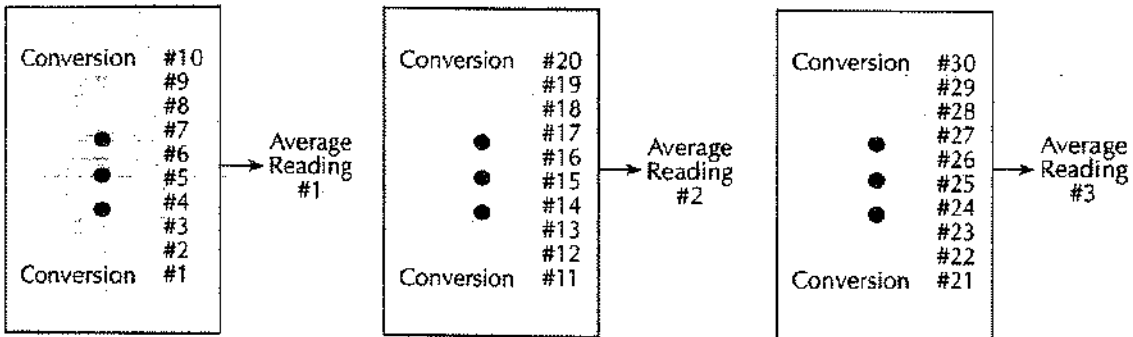 Conversion #10
#9
#8
#7
#6
#5
#4
#3
#2
Conversion #1
Average
Reading
#1
Conversion #20
#19
#18
#17
#16
#15
#14
#13
#12
Conversion #11
Average
Reading
#2
Conversion #30
#29
#28
#27
#26
#25
#24
#23
#22
Conversion #21
Average
Reading
#3